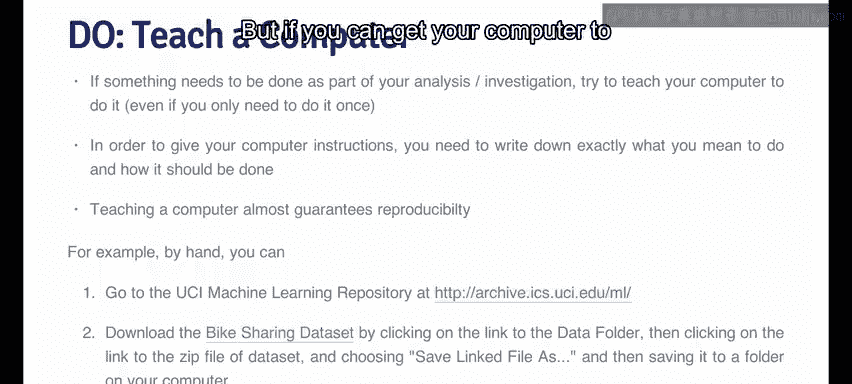 DO: Teach a Computer
But if you can get your computer to
· If something needs to be done as part of your analysis / investigation, try to teach your computer to
do it (even if you only need to do it once)
· In order to give your computer instructions, you need to write down exactly what you mean to do
and how it should be done
· Teaching a computer almost guarantees reproducibilty
For example, by hand, you can
1. Go to the UCI Machine Learning Repository at http://archive.ics.uci.edu/ml/
2. Download the Bike Sharing Dataset by clicking on the link to the Data Folder, then clicking on the
link to the zip file of dataset, and choosing "Save Linked File As..." and then saving it to a folder
on your computer